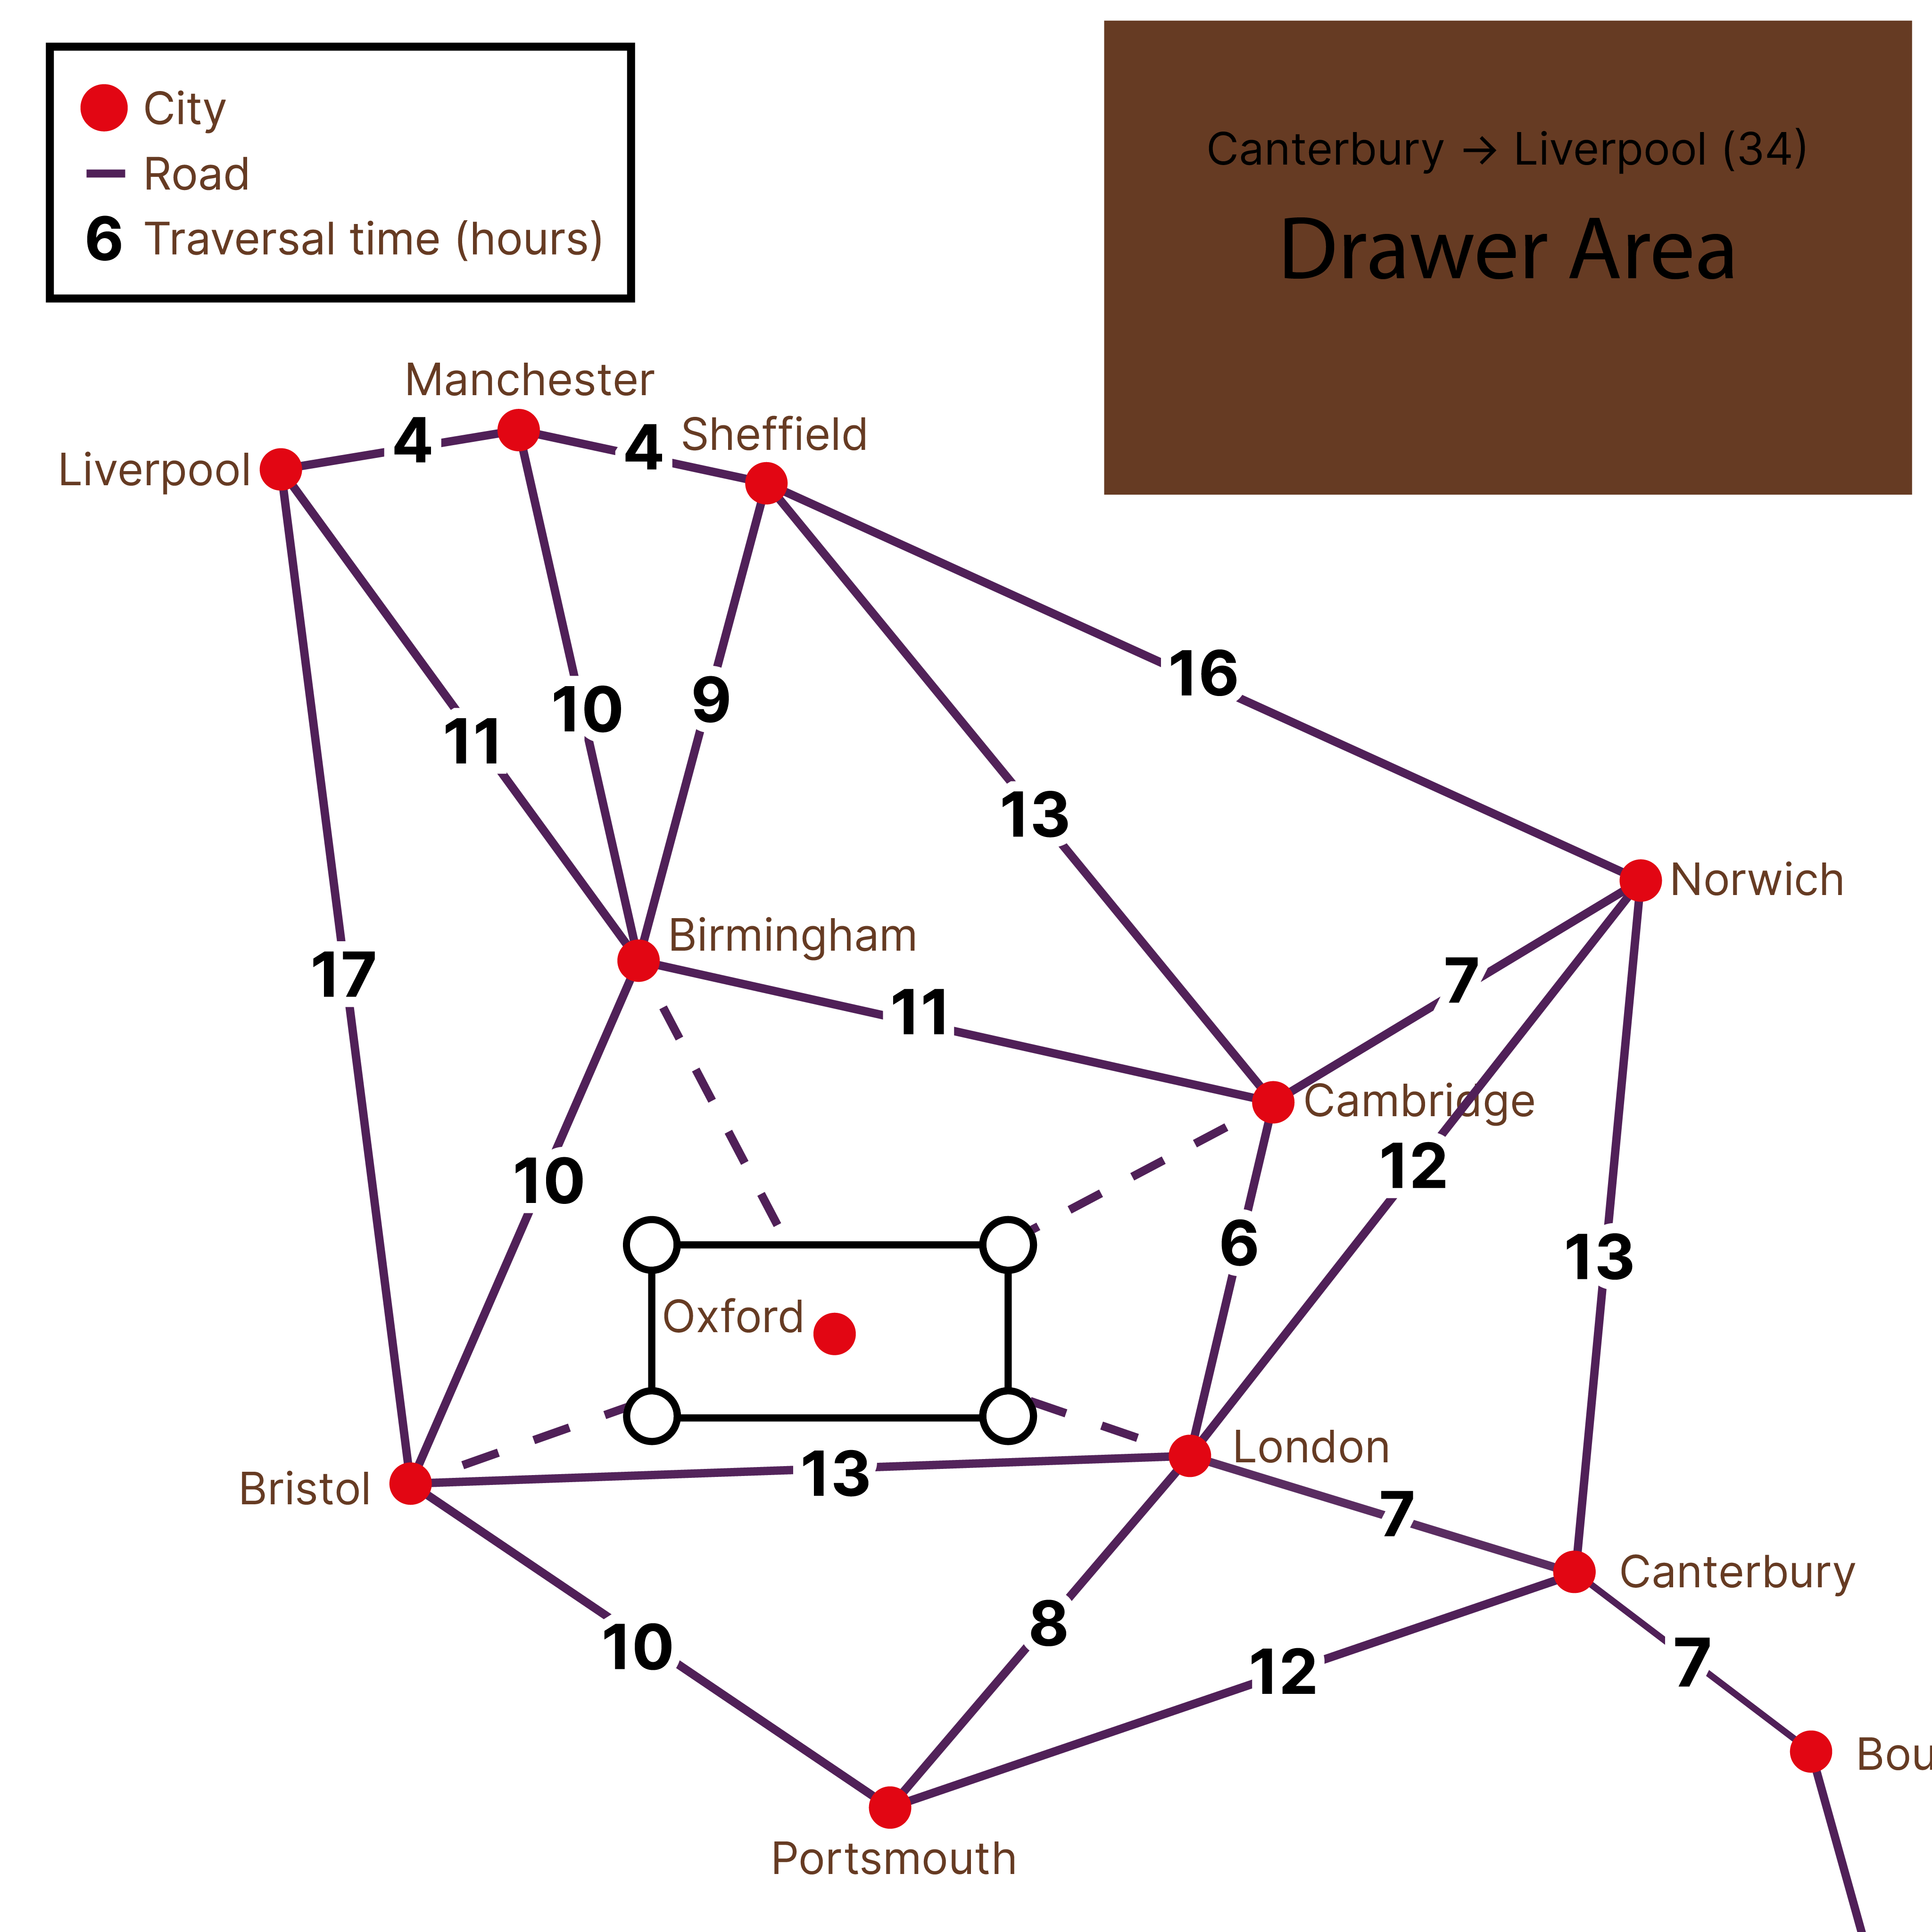 City
Road
6 Traversal time (hours)
Canterbury → Liverpool (34)
Drawer Area
Manchester
4
4
Sheffield
Liverpool
16
10
9
11
13
Norwich
Birmingham
17
7
11
Cambridge
12
10
6
13
Oxford
London
13
Bristol
7
Canterbury
8
10
7
12
Bou
Portsmouth